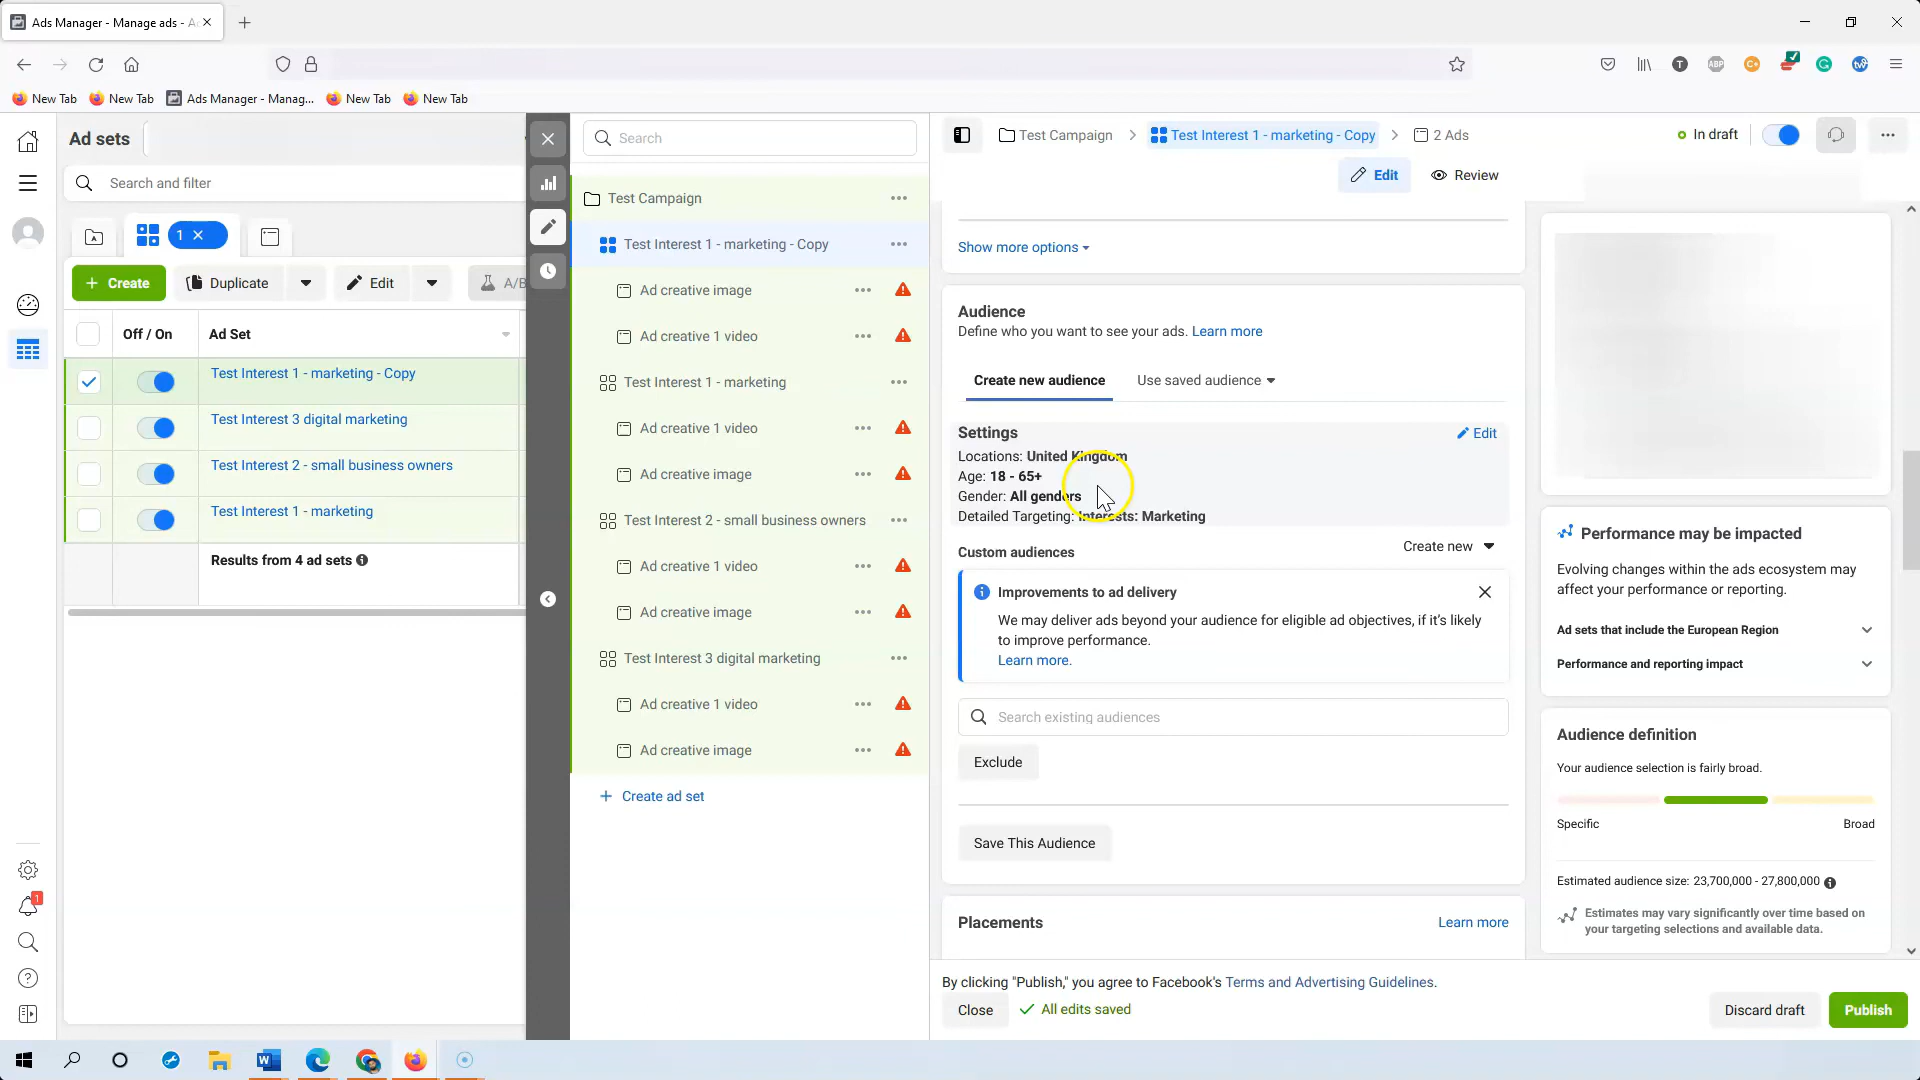 Ads Manager - Manage ads - A
New Tab
New Tab
Ads Manager - Manag...
New Tab
New Tab
T
ABP
C+
Ad sets
Search and filter
1
Create
Duplicate
Edit
A/B
Off / On
Ad Set
Test Interest 1 - marketing - Copy
Test Interest 3 digital marketing
Test Interest 2 - small business owners
Test Interest 1 - marketing
Results from 4 ad sets
1
Search
Test Campaign
Test Interest 1 - marketing - Copy
Ad creative image
Ad creative 1 video
Test Interest 1 - marketing
Ad creative 1 video
Ad creative image
Test Interest 2 - small business owners
Ad creative 1 video
Ad creative image
Test Interest 3 digital marketing
Ad creative 1 video
Ad creative image
+ Create ad set
Test Campaign
Test Interest 1 - marketing - Copy
2 Ads
In draft
Edit
Review
Show more options
Audience
Define who you want to see your ads. Learn more
Create new audience
Use saved audience
Settings
Edit
Locations: United Kingdom
Age: 18 - 65+
Gender: All genders
Detailed Targeting: Interests: Marketing
Custom audiences
Create new
Improvements to ad delivery
We may deliver ads beyond your audience for eligible ad objectives, if it's likely
to improve performance.
Learn more.
Search existing audiences
Exclude
Save This Audience
Placements
Learn more
Performance may be impacted
Evolving changes within the ads ecosystem may
affect your performance or reporting.
Ad sets that include the European Region
Performance and reporting impact
Audience definition
Your audience selection is fairly broad.
Specific
Broad
Estimated audience size: 23,700,000 - 27,800,000
Estimates may vary significantly over time based on
your targeting selections and available data.
By clicking "Publish," you agree to Facebook's Terms and Advertising Guidelines.
Close
All edits saved
Discard draft
Publish